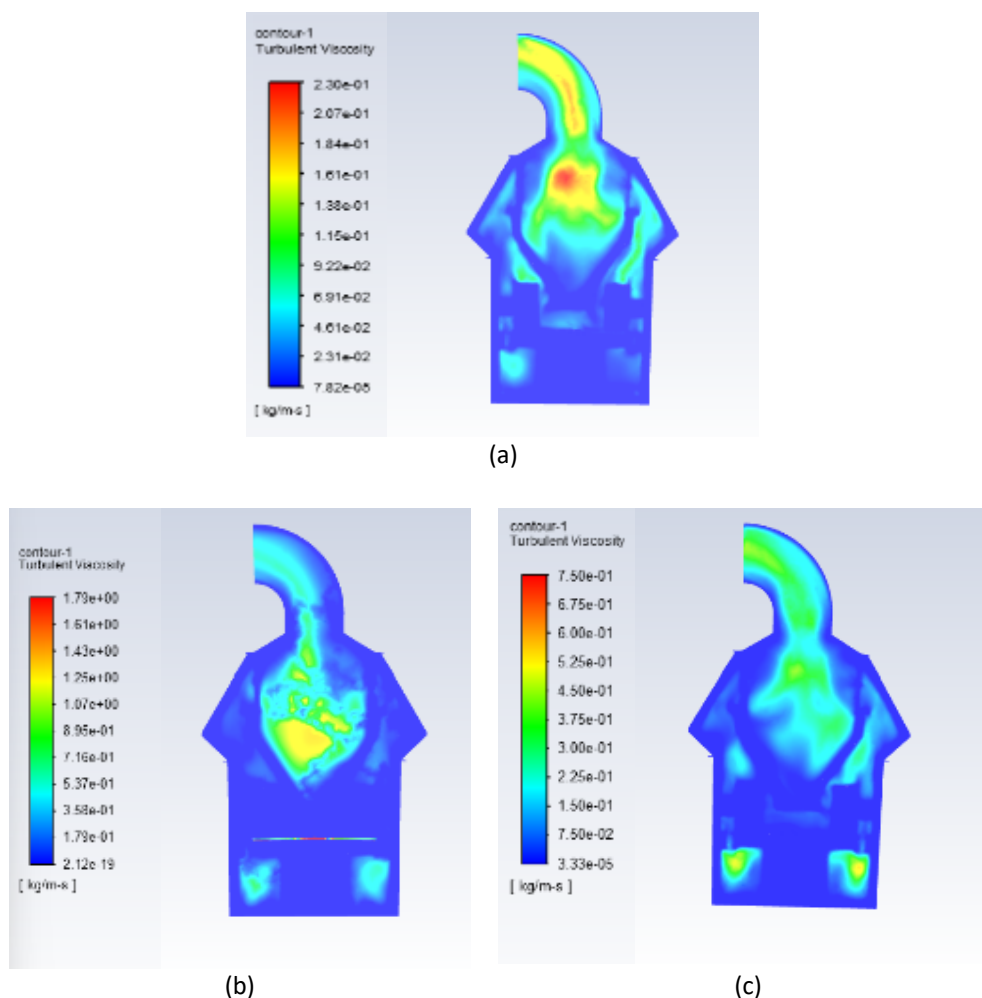 contour-1
Turbulent Viscosity
2.30e-01
2.07e-01
1.84e-01
1.61e-01
1.38e-01
1.15e-01
9.22e-02
6.91e-02
4.61e-02
2.31e-02
7.82e-08
[ kg/m-s ]
(a)
contour-1
Turbulent Viscosity
1.79e+00
1.61e+00
1.43e+00
1.25e+00
1.07e+00
8.95e-01
7.16e-01
5.37e-01
3.58e-01
1.79e-01
2.12e-19
[ kg/m-s ]
(b)
contour-1
Turbulent Viscosity
7.50e-01
6.75e-01
6.00e-01
5.25e-01
4.50e-01
3.75e-01
3.00e-01
2.25e-01
1.50e-01
7.50e-02
3.33e-05
[ kg/m-s ]
(c)